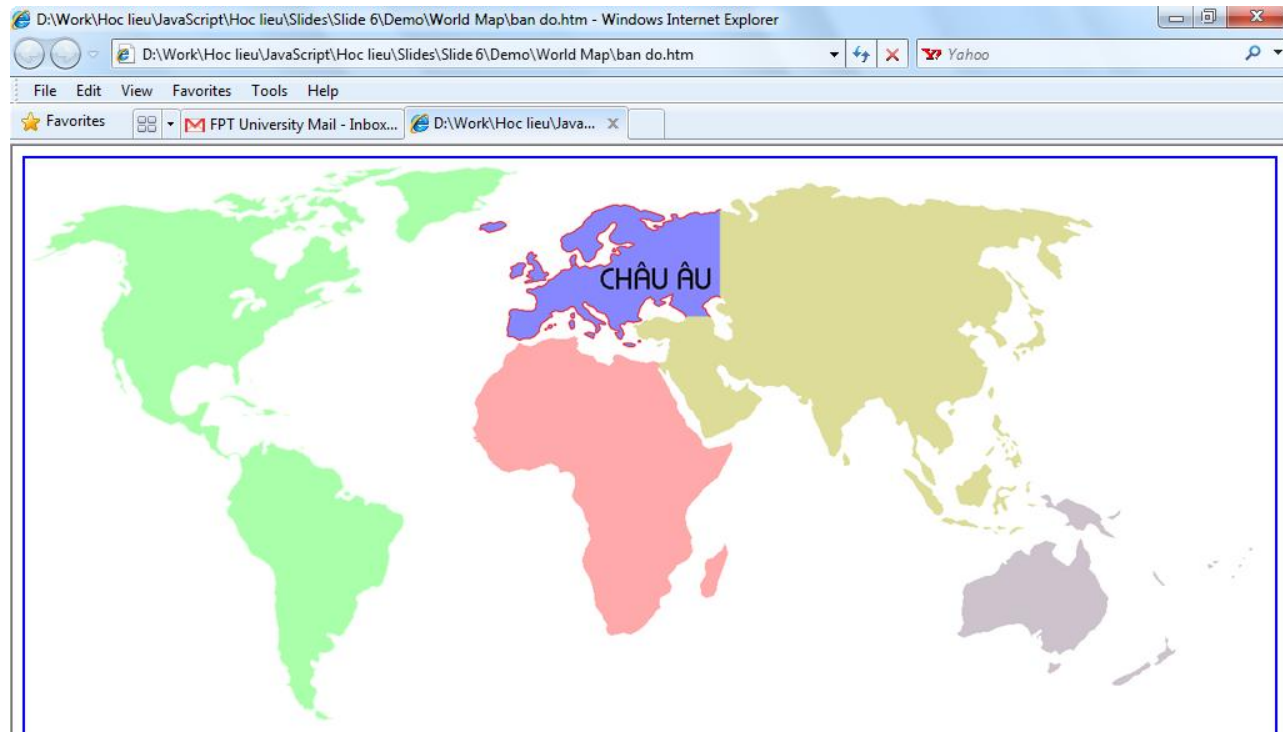 D:\Work\Hoc lieu\JavaScript\Hoc lieu\Slides\Slide 6\Demo\World Map\ban do.htm - Windows Internet Explorer
D:\Work\Hoc lieu\JavaScript\Hoc lieu\Slides\Slide 6\Demo\World Map\ban do.htm
Yahoo
File Edit View Favorites Tools Help
Favorites
FPT University Mail - Inbox...
D:\Work\Hoc lieu\Java...
CHÂU ÂU